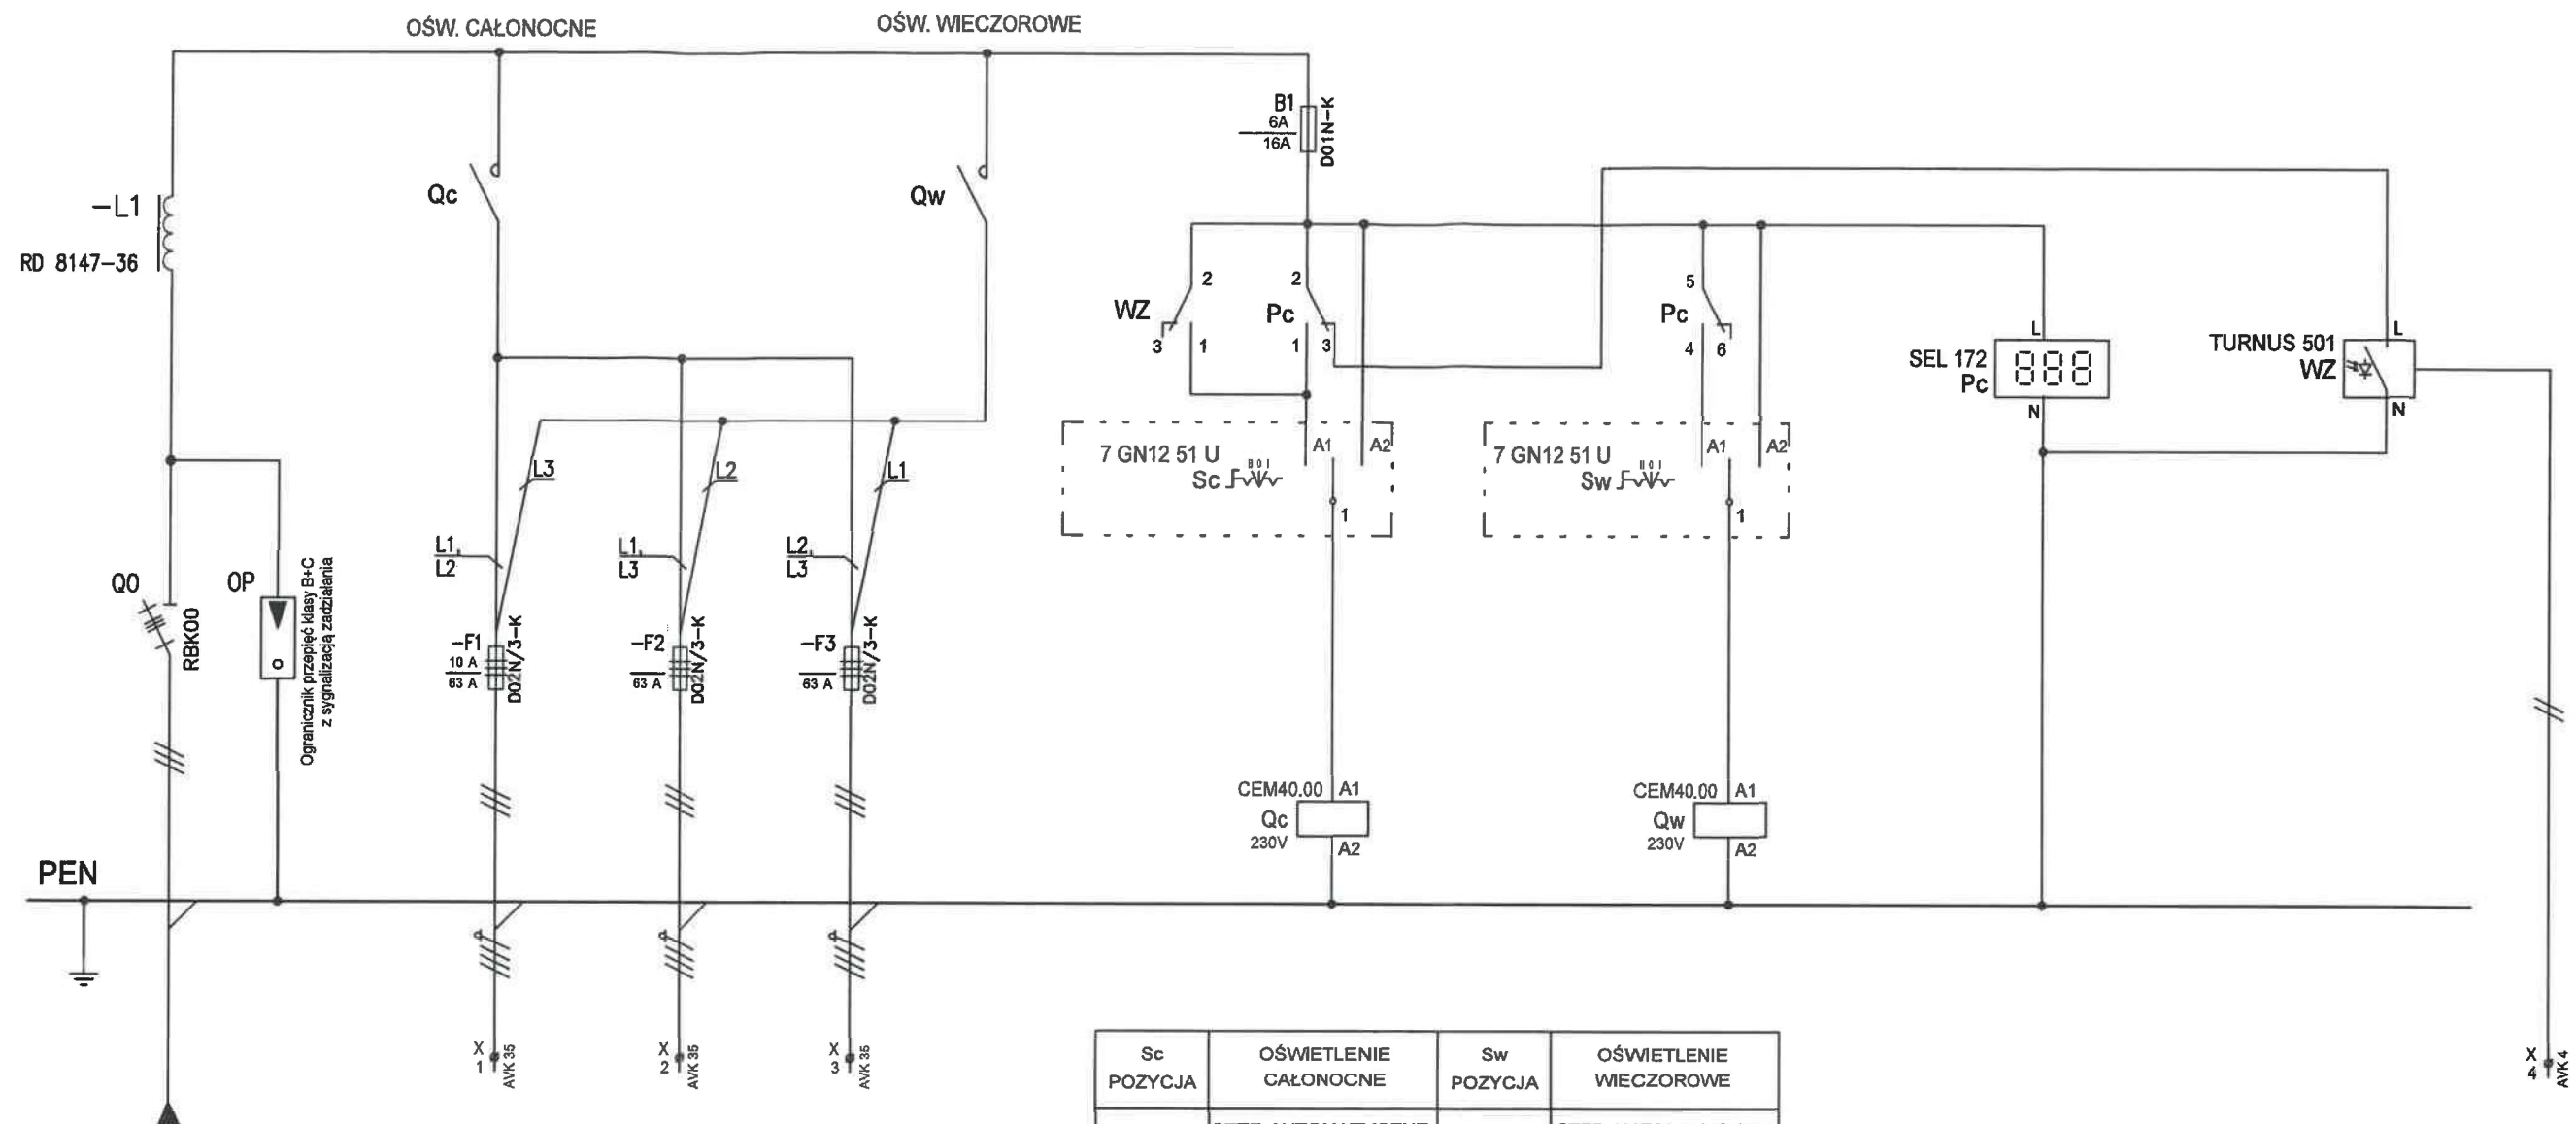 OŚW. CAŁONOCNE
OŚW. WIECZOROWE
B1
6A
16A
D01N-K
-L1
RD 8147-36
Qc
Qw
WZ
2
3
1
Pc
2
1
3
Pc
5
4
6
SEL 172
Pc
L
N
TURNUS 501
WZ
L
N
7 GN12 51 U
Sc
A1
A2
1
7 GN12 51 U
Sw
A1
A2
1
L3
L2
L1
L1,
L2
L1,
L3
L2,
L3
Q0
RBK00
OP
Ogranicznik przepięć klasy B+C
z sygnalizacją zadziałania
-F1
10 A
63 A
D02N/3-K
-F2
63 A
D02N/3-K
-F3
63 A
D02N/3-K
CEM40.00
A1
Qc
230V
A2
CEM40.00
A1
Qw
230V
A2
PEN
X
1
AVK 35
X
2
AVK 35
X
3
AVK 35
X
4
AVK 4
Sc
POZYCJA
OŚWIETLENIE
CAŁONOCNE
Sw
POZYCJA
OŚWIETLENIE
WIECZOROWE